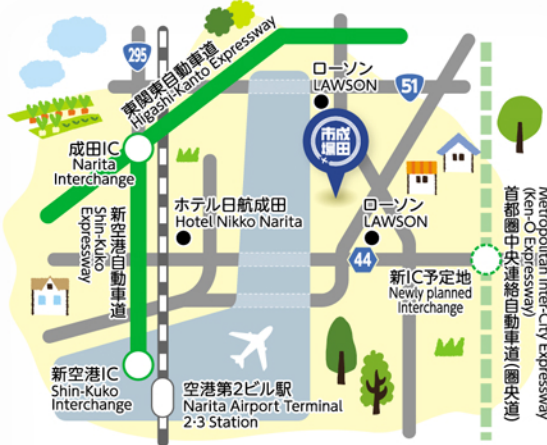 295
東関東自動車道
Higashi-Kanto Expressway
ローソン
LAWSON
51
成田
市場
成田IC
Narita
Interchange
新空港自動車道
Shin-Kuko
Expressway
ホテル日航成田
Hotel Nikko Narita
ローソン
LAWSON
44
新IC予定地
Newly planned
Interchange
Metropolitan Inter-City Expressway
(Ken-O Expressway)
首都圏中央連絡自動車道(圏央道)
新空港IC
Shin-Kuko
Interchange
空港第2ビル駅
Narita Airport Terminal
2·3 Station